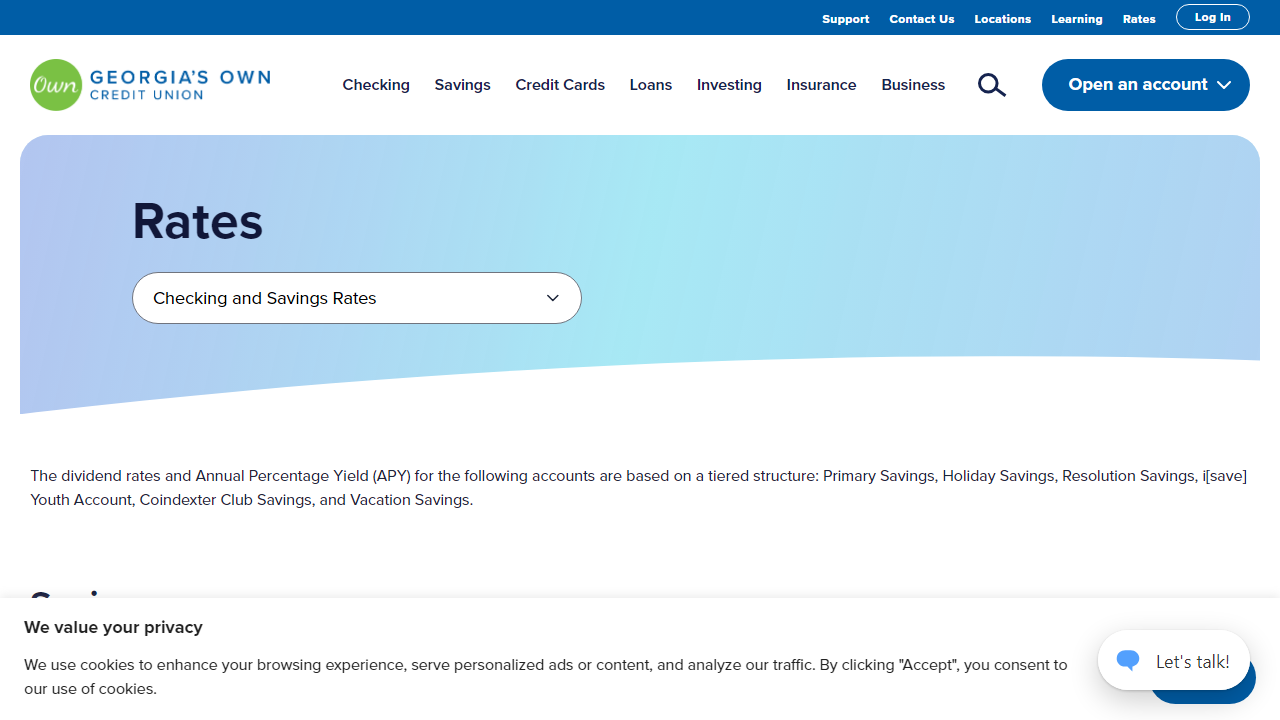 Support Contact Us Locations Learning Rates Log In
Own GEORGIA'S OWN
CREDIT UNION
Checking Savings Credit Cards Loans Investing Insurance Business Open an account
Rates
Checking and Savings Rates
The dividend rates and Annual Percentage Yield (APY) for the following accounts are based on a tiered structure: Primary Savings, Holiday Savings, Resolution Savings, i[save]
Youth Account, Coindexter Club Savings, and Vacation Savings.
We value your privacy
We use cookies to enhance your browsing experience, serve personalized ads or content, and analyze our traffic. By clicking "Accept", you consent to
our use of cookies.
Let's talk!